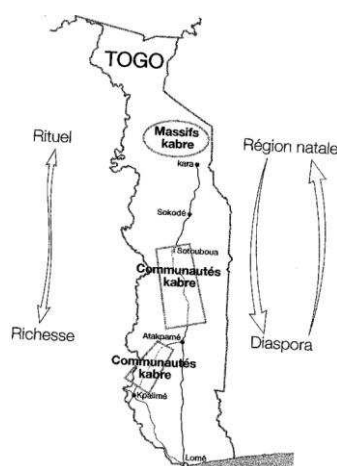 TOGO
Massifs
kabre
Rituel
Région natale
kara
Sokodé
Sotouboua
Communautés
kabre
Richesse
Diaspora
Atakpamé
Communautés
kabre
Kpalimé
Lomé